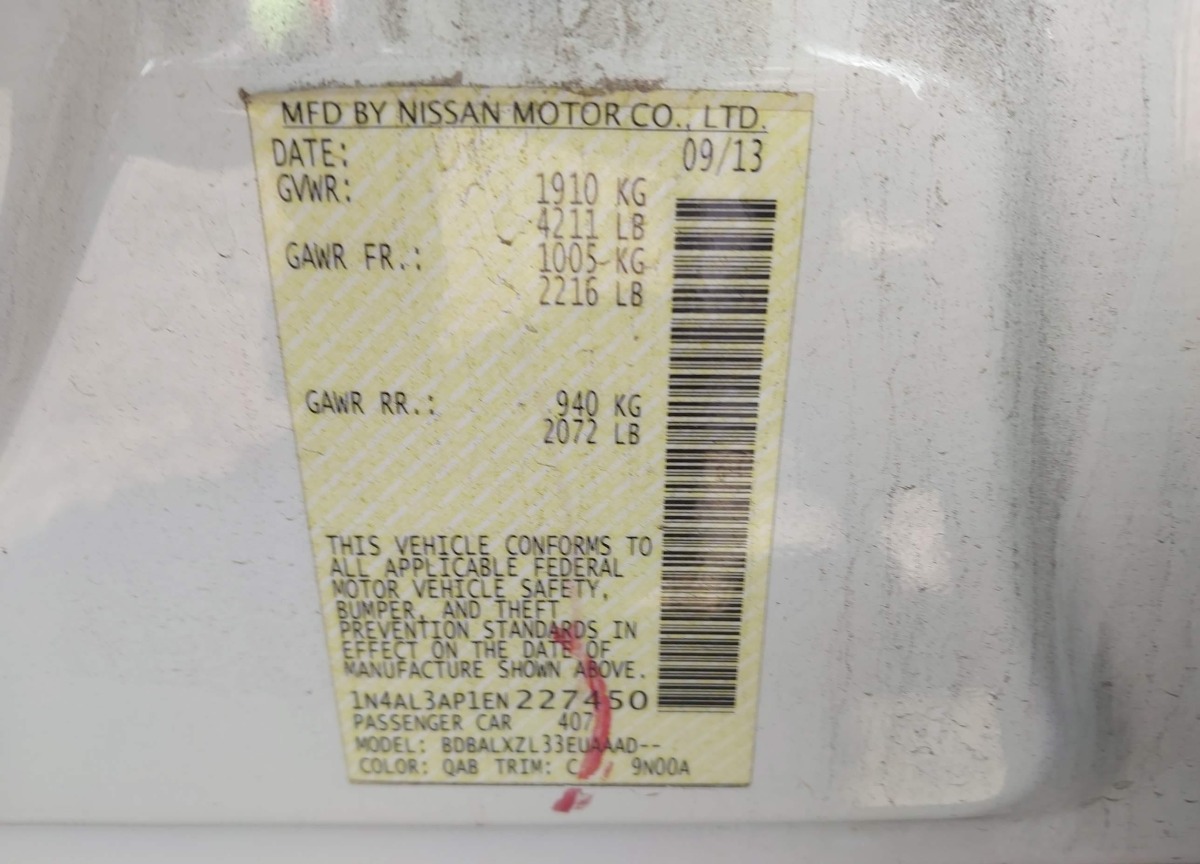 MFD BY NISSAN MOTOR CO., LTD.
DATE: 09/13
GVWR: 1910 KG
4211 LB
GAWR FR.: 1005 KG
2216 LB
GAWR RR.: 940 KG
2072 LB
THIS VEHICLE CONFORMS TO
ALL APPLICABLE FEDERAL
MOTOR VEHICLE SAFETY,
BUMPER, AND THEFT
PREVENTION STANDARDS IN
EFFECT ON THE DATE OF
MANUFACTURE SHOWN ABOVE.
1N4AL3AP1EN227450
PASSENGER CAR 407
MODEL: BDBALXZL33EUAAAD--
COLOR: QAB TRIM: 9N00A